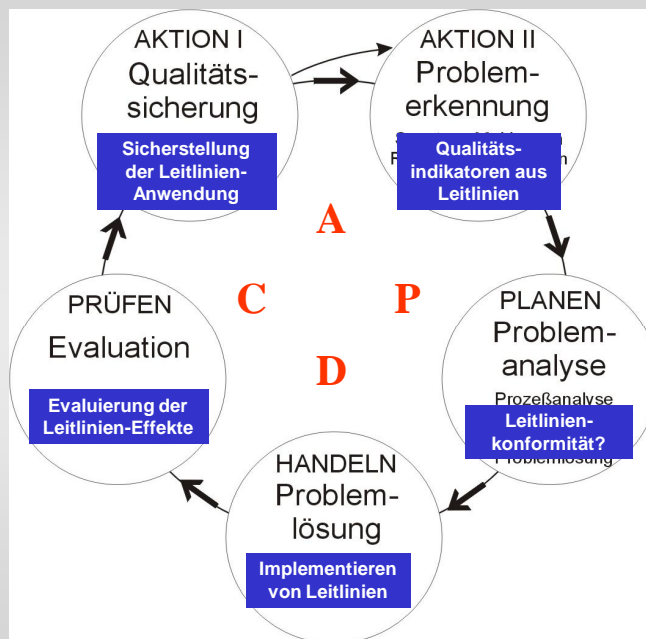 AKTION I
Qualitäts-
sicherung
Sicherstellung
der Leitlinien-
Anwendung
AKTION II
Problem-
erkennung
Qualitäts-
indikatoren aus
Leitlinien
A
C
P
D
PRÜFEN
Evaluation
Evaluierung der
Leitlinien-Effekte
PLANEN
Problem-
analyse
Prozeßanalyse
Leitlinien-
konformität?
Problemlösung
HANDELN
Problem-
lösung
Implementieren
von Leitlinien